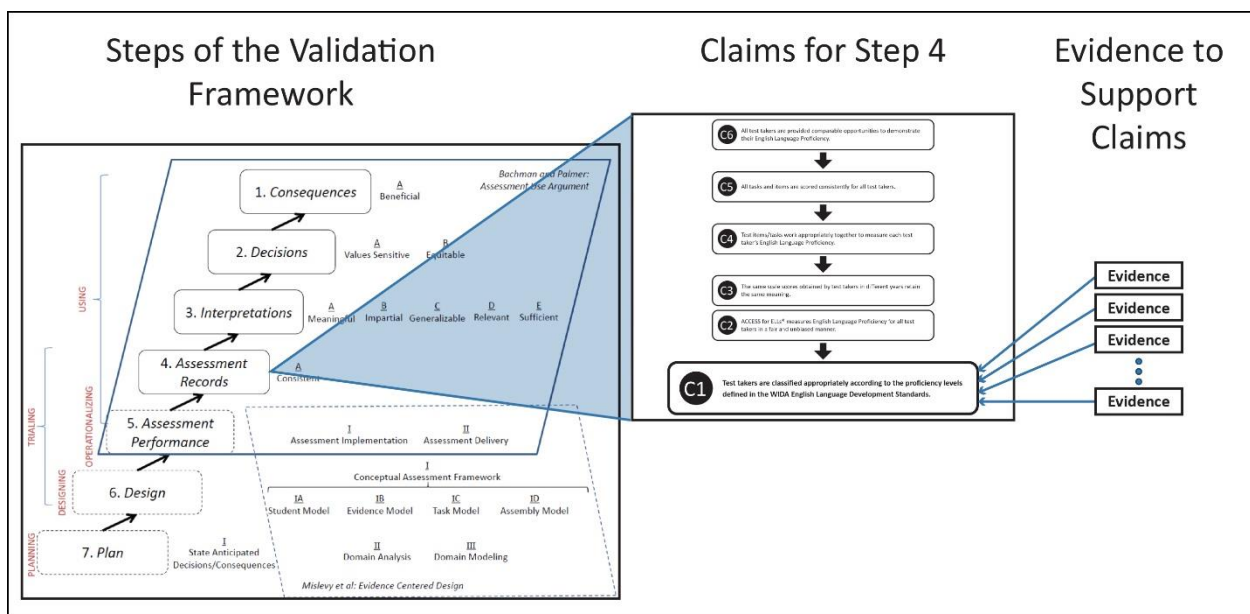 Steps of the Validation
Framework
Claims for Step 4
Evidence to
Support
Claims
Bachman and Palmer:
Assessment Use Argument
USING
TRIALING
OPERATIONALIZING
DESIGNING
PLANNING
1. Consequences
A
Beneficial
2. Decisions
A
Values Sensitive
B
Equitable
3. Interpretations
A
Meaningful
B
Impartial
C
Generalizable
D
Relevant
E
Sufficient
4. Assessment
Records
A
Consistent
5. Assessment
Performance
I
Assessment Implementation
II
Assessment Delivery
6. Design
I
Conceptual Assessment Framework
IA
Student Model
IB
Evidence Model
IC
Task Model
ID
Assembly Model
7. Plan
I
State Anticipated
Decisions/Consequences
II
Domain Analysis
III
Domain Modeling
Mislevy et al: Evidence Centered Design
C6
All test takers are provided comparable opportunities to demonstrate
their English Language Proficiency.
C5
All tasks and items are scored consistently for all test takers.
C4
Test items/tasks work appropriately together to measure each test
taker's English Language Proficiency.
C3
The same scale scores obtained by test takers in different years retain
the same meaning.
C2
ACCESS for ELLs® measures English Language Proficiency for all test
takers in a fair and unbiased manner.
C1
Test takers are classified appropriately according to the proficiency levels
defined in the WIDA English Language Development Standards.
Evidence
Evidence
Evidence
Evidence